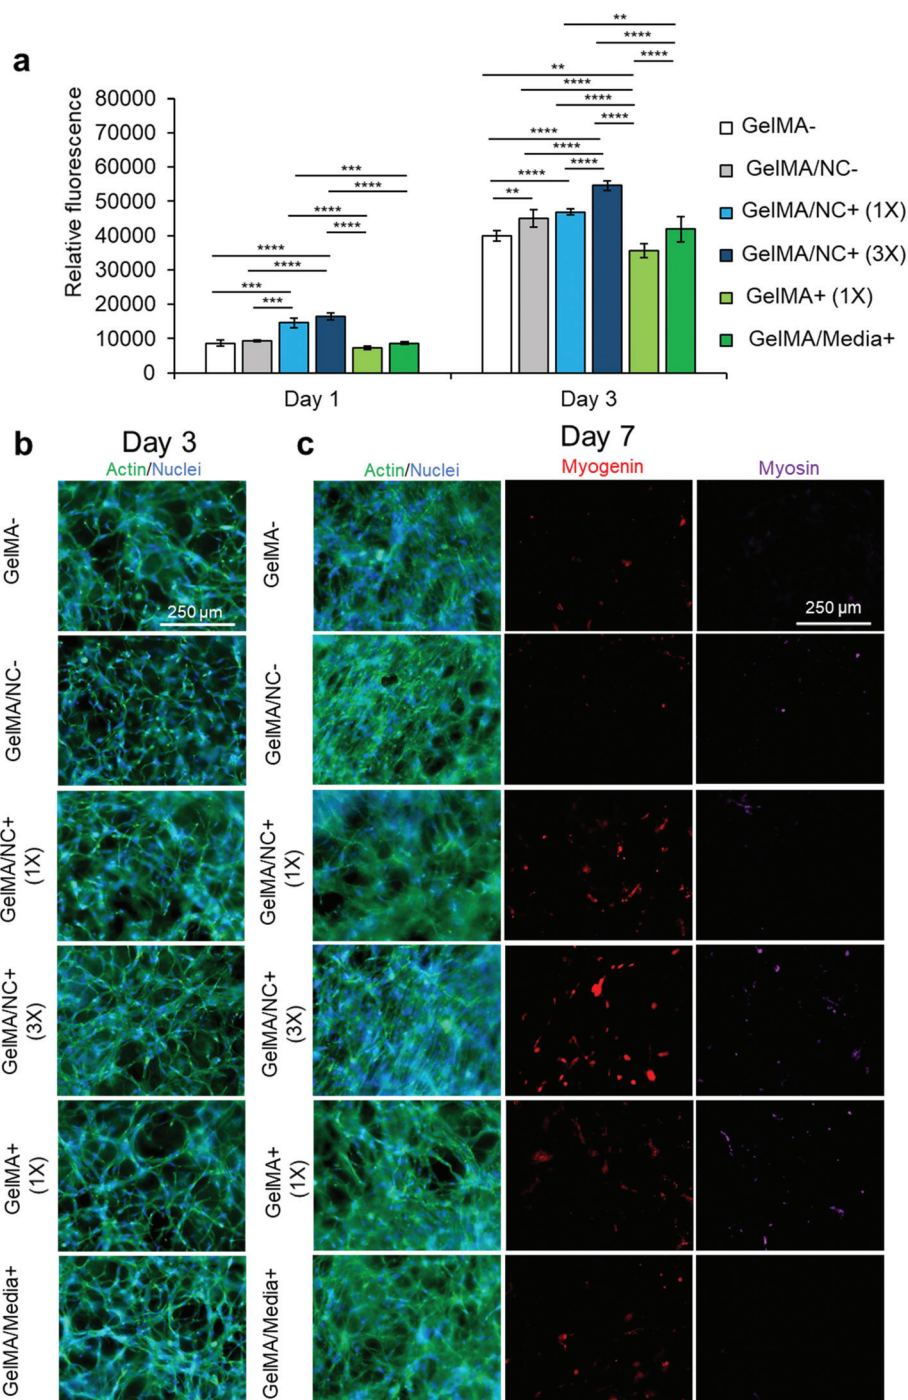 a
**
****
****
**
****
****
****
****
****
****
****
**
***
****
****
****
****
****
***
***
Relative fluorescence
80000
70000
60000
50000
40000
30000
20000
10000
0
Day 1
Day 3
GelMA-
GelMA/NC-
GelMA/NC+ (1X)
GelMA/NC+ (3X)
GelMA+ (1X)
GelMA/Media+
b
Day 3
Actin/Nuclei
GelMA-
250 µm
GelMA/NC-
GelMA/NC+
(1X)
GelMA/NC+
(3X)
GelMA+
(1X)
GelMA/Media+
c
Day 7
Actin/Nuclei
Myogenin
Myosin
GelMA-
250 µm
GelMA/NC-
GelMA/NC+
(1X)
GelMA/NC+
(3X)
GelMA+
(1X)
GelMA/Media+